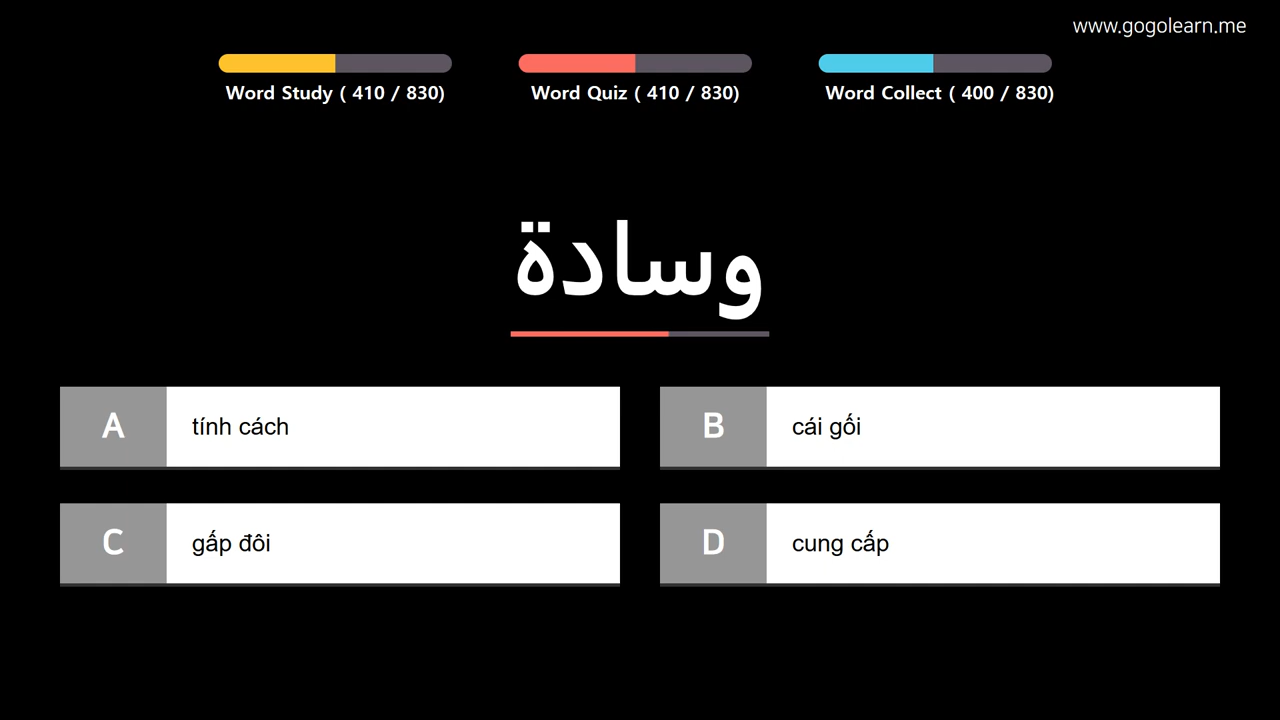 www.gogolearn.me
Word Study ( 410 / 830)
Word Quiz ( 410 / 830)
Word Collect ( 400 / 830)
وسادة
A tính cách
B cái gối
C gấp đôi
D cung cấp